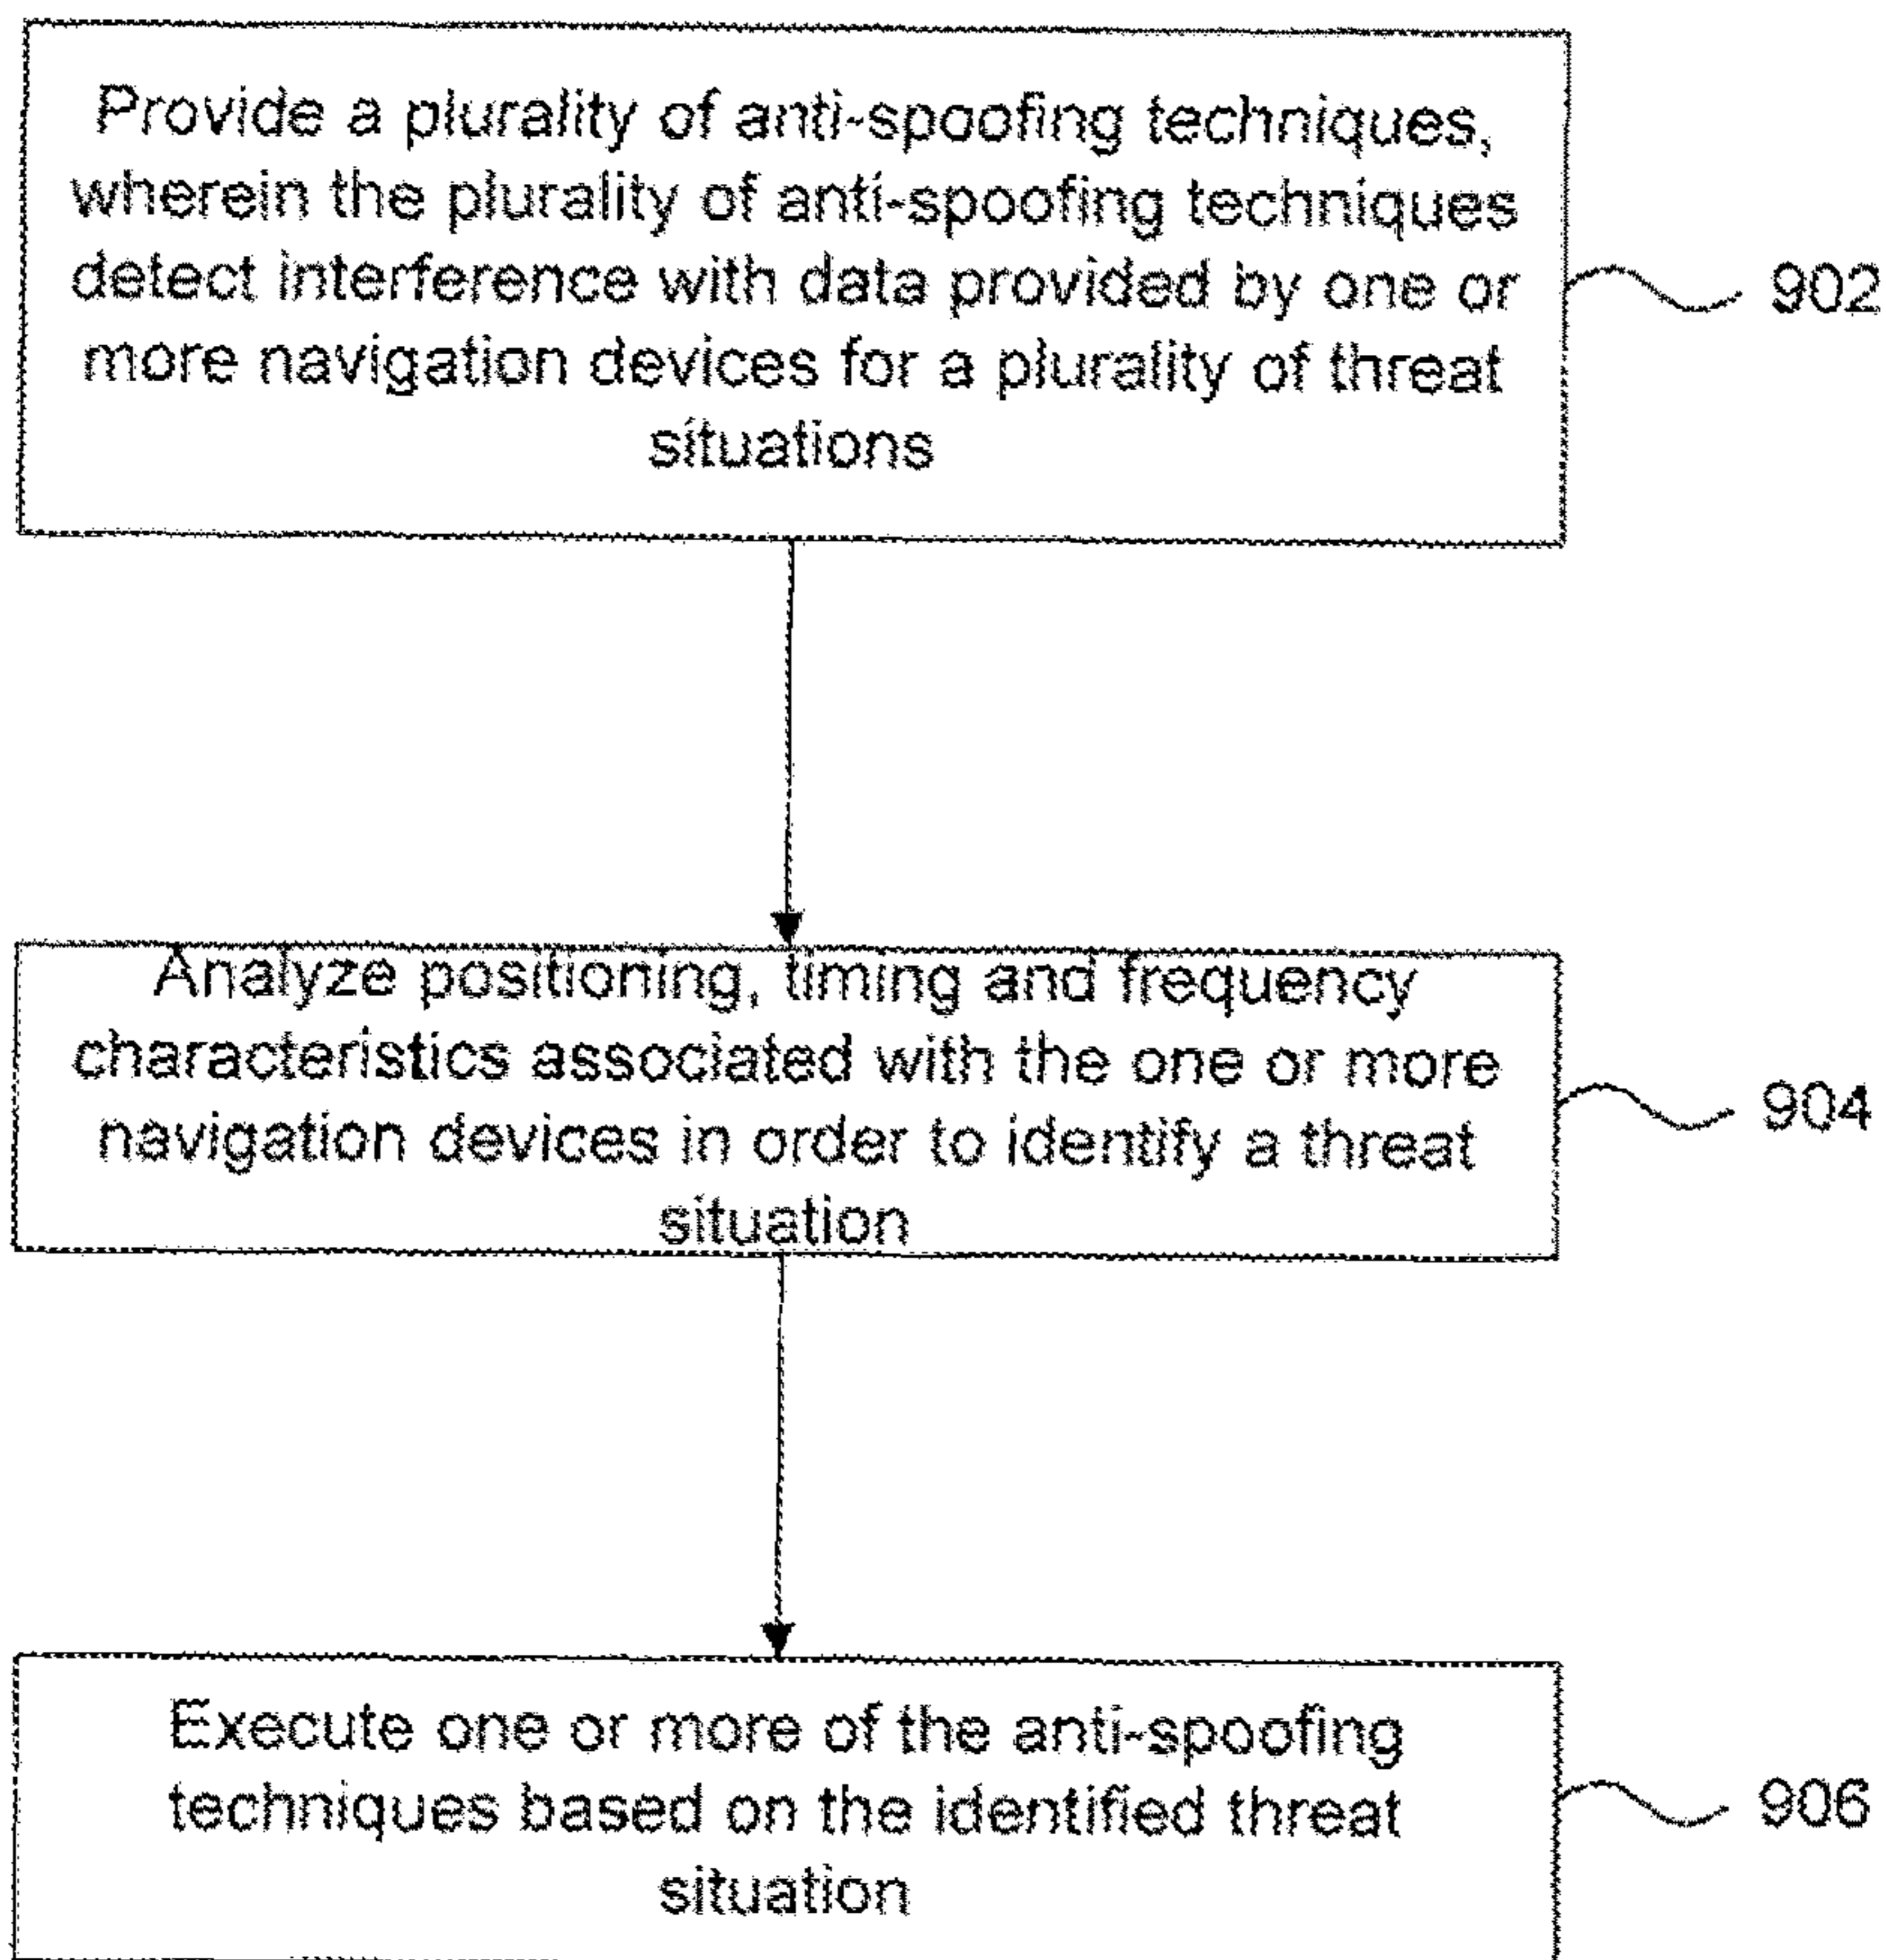 Provide a plurality of anti-spoofing techniques,
wherein the plurality of anti-spoofing techniques
detect interference with data provided by one or
more navigation devices for a plurality of threat
situations
902
Analyze positioning, timing and frequency
characteristics associated with the one or more
navigation devices in order to identify a threat
situation
904
Execute one or more of the anti-spoofing
techniques based on the identified threat
situation
906